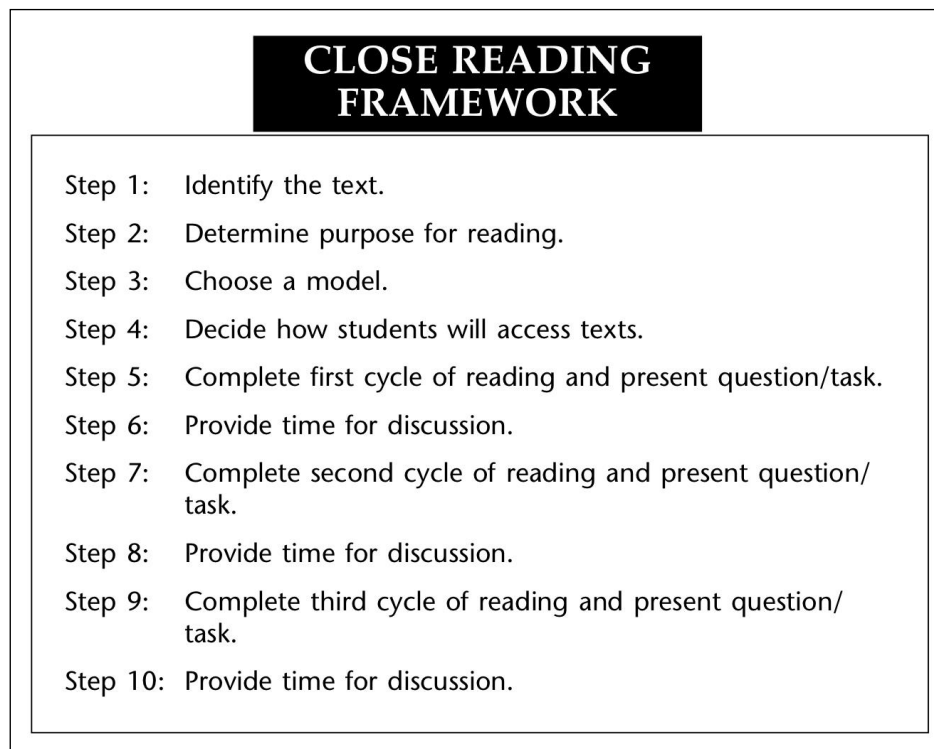 CLOSE READING
FRAMEWORK
Step 1: Identify the text.
Step 2: Determine purpose for reading.
Step 3: Choose a model.
Step 4: Decide how students will access texts.
Step 5: Complete first cycle of reading and present question/task.
Step 6: Provide time for discussion.
Step 7: Complete second cycle of reading and present question/
task.
Step 8: Provide time for discussion.
Step 9: Complete third cycle of reading and present question/
task.
Step 10: Provide time for discussion.